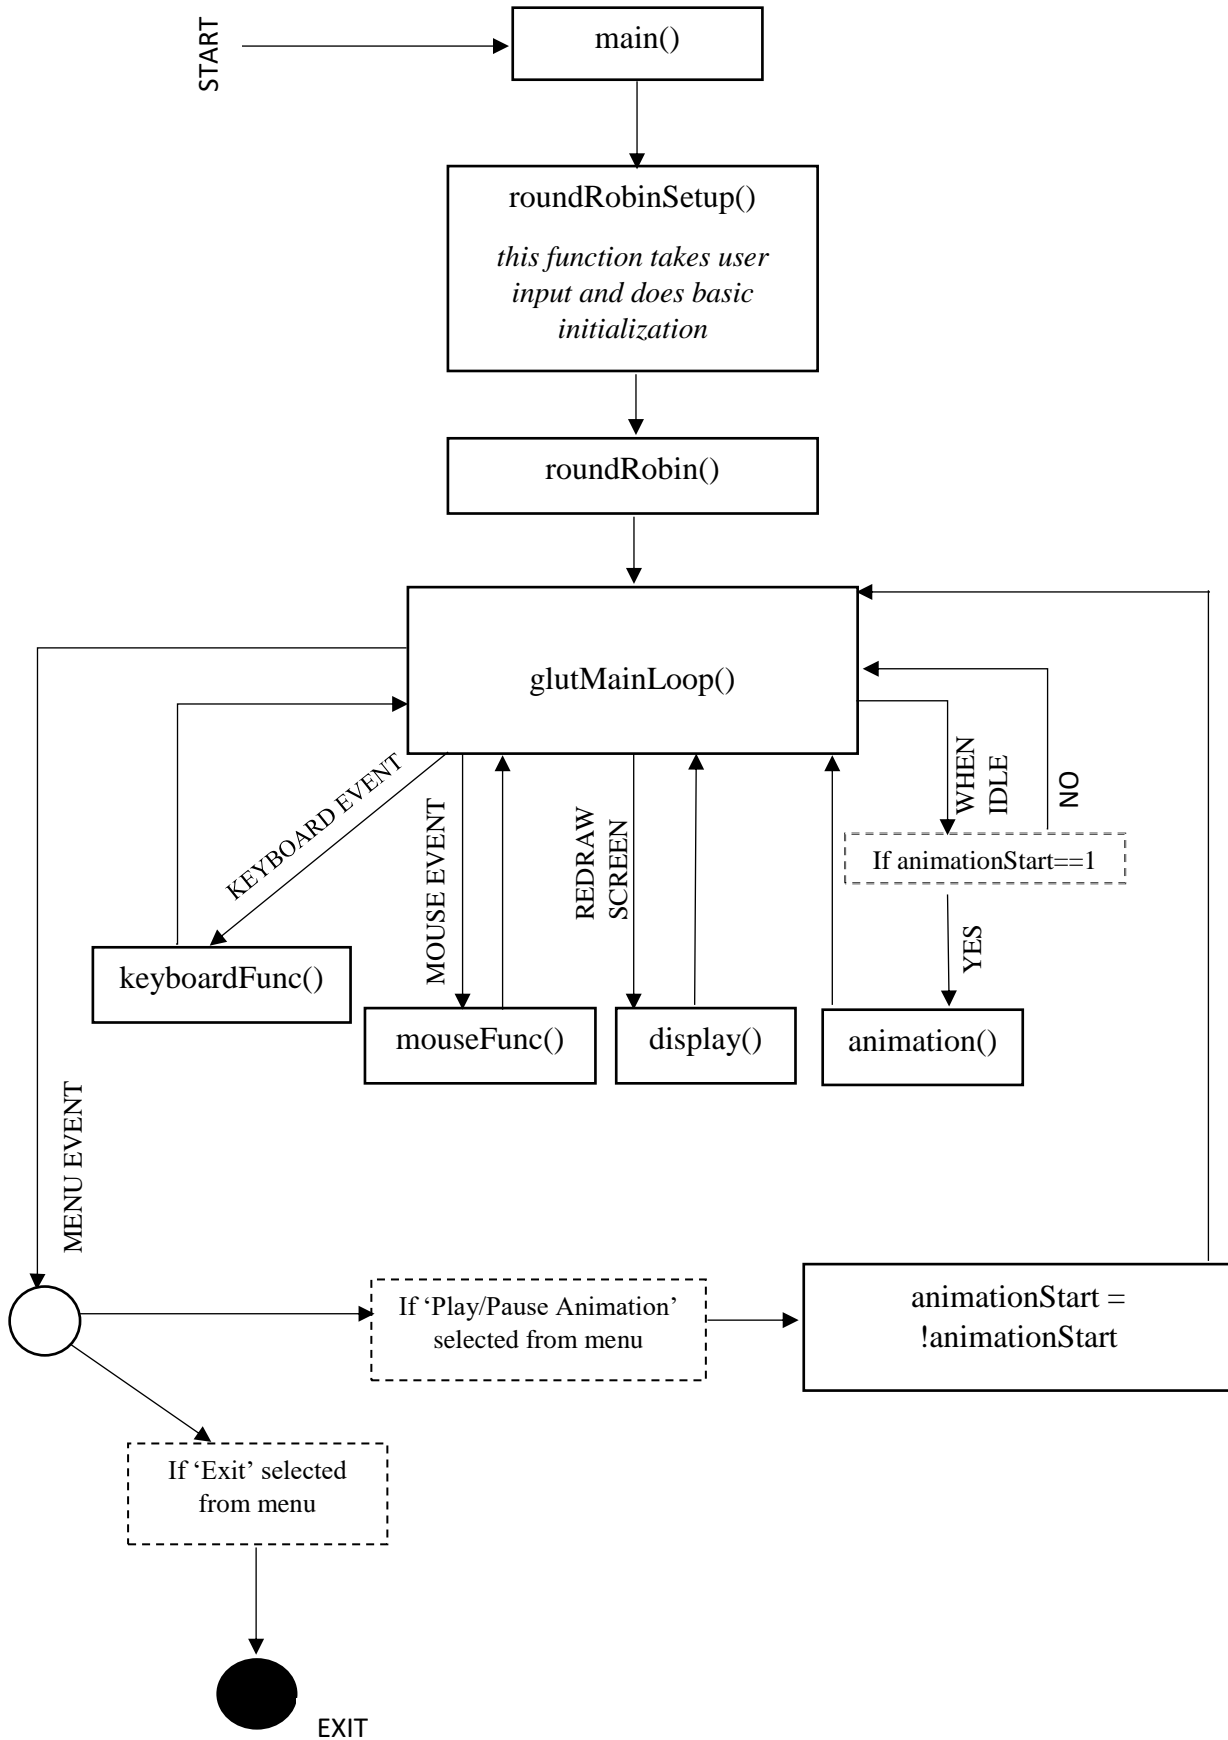 START
main()
roundRobinSetup()
this function takes user
input and does basic
initialization
roundRobin()
glutMainLoop()
KEYBOARD EVENT
MOUSE EVENT
REDRAW
SCREEN
WHEN
IDLE
NO
If animationStart==1
YES
keyboardFunc()
mouseFunc()
display()
animation()
MENU EVENT
If ‘Play/Pause Animation’
selected from menu
animationStart =
!animationStart
If ‘Exit’ selected
from menu
EXIT